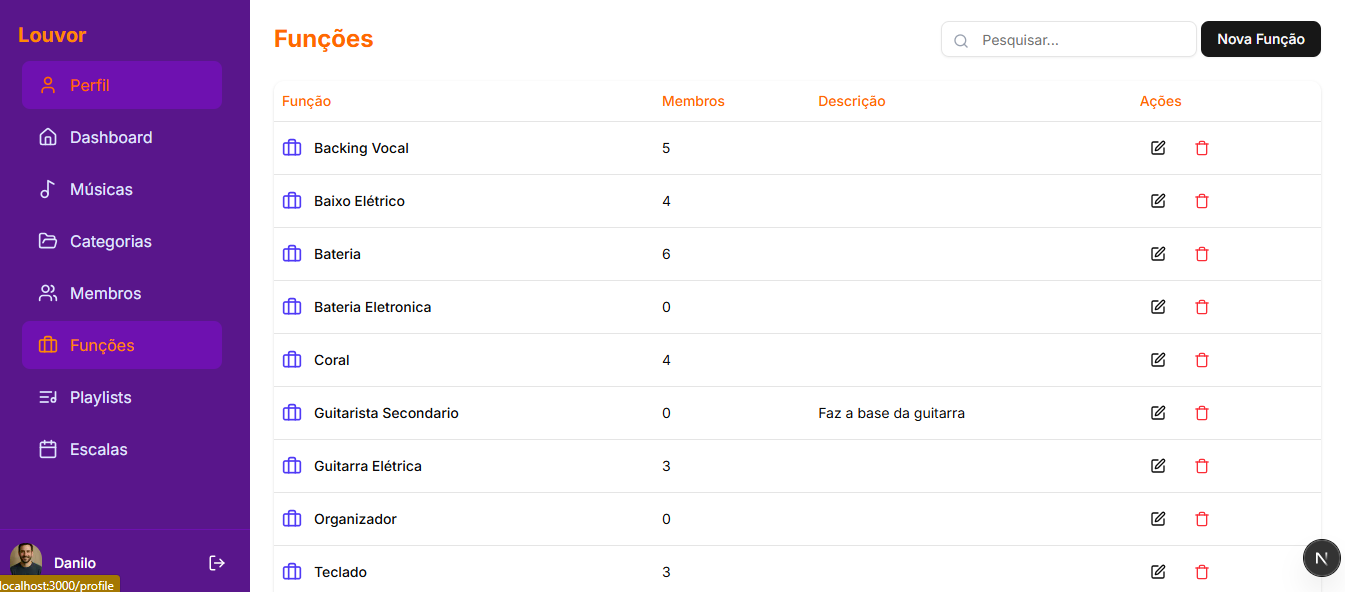 Louvor
Perfil
Dashboard
Músicas
Categorias
Membros
Funções
Playlists
Escalas
Danilo
localhost:3000/profile
Funções
Pesquisar...
Nova Função
Função Membros Descrição Ações
Backing Vocal 5
Baixo Elétrico 4
Bateria 6
Bateria Eletronica 0
Coral 4
Guitarista Secondario 0 Faz a base da guitarra
Guitarra Elétrica 3
Organizador 0
Teclado 3
N